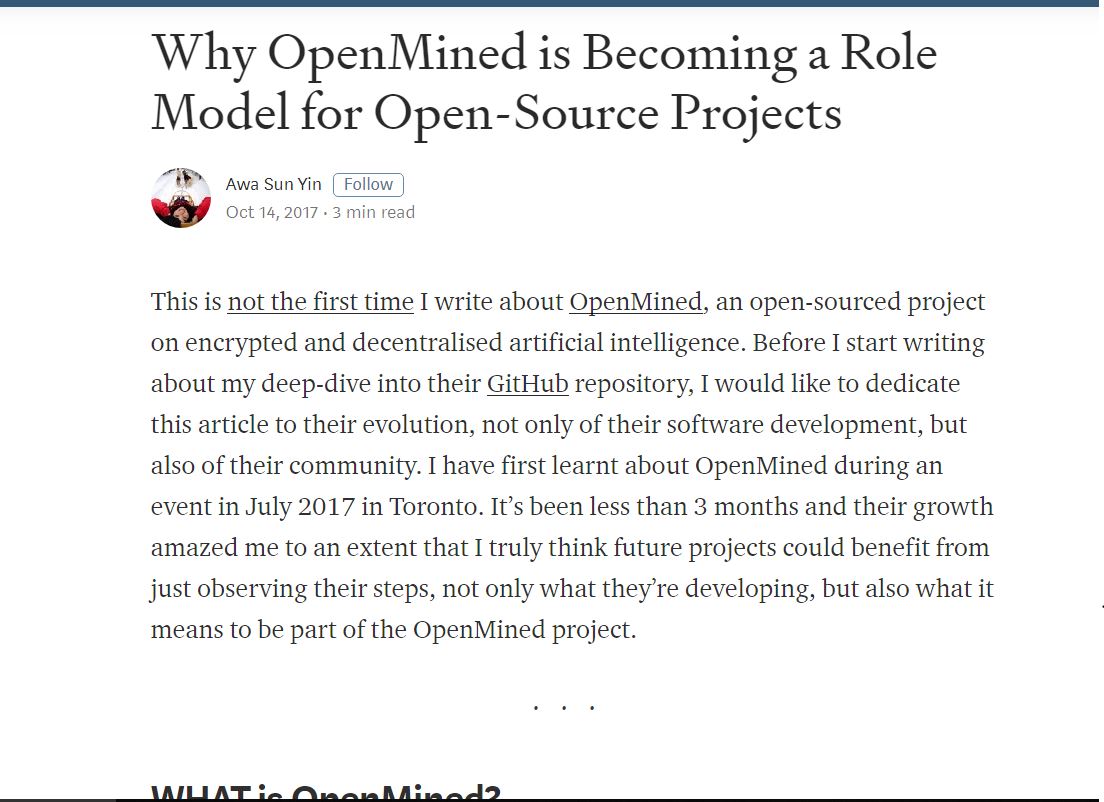 Why OpenMined is Becoming a Role
Model for Open-Source Projects
Awa Sun Yin Follow
Oct 14, 2017 · 3 min read
This is not the first time I write about OpenMined, an open-sourced project
on encrypted and decentralised artificial intelligence. Before I start writing
about my deep-dive into their GitHub repository, I would like to dedicate
this article to their evolution, not only of their software development, but
also of their community. I have first learnt about OpenMined during an
event in July 2017 in Toronto. It’s been less than 3 months and their growth
amazed me to an extent that I truly think future projects could benefit from
just observing their steps, not only what they’re developing, but also what it
means to be part of the OpenMined project.
. . .
WHAT is OpenMined?